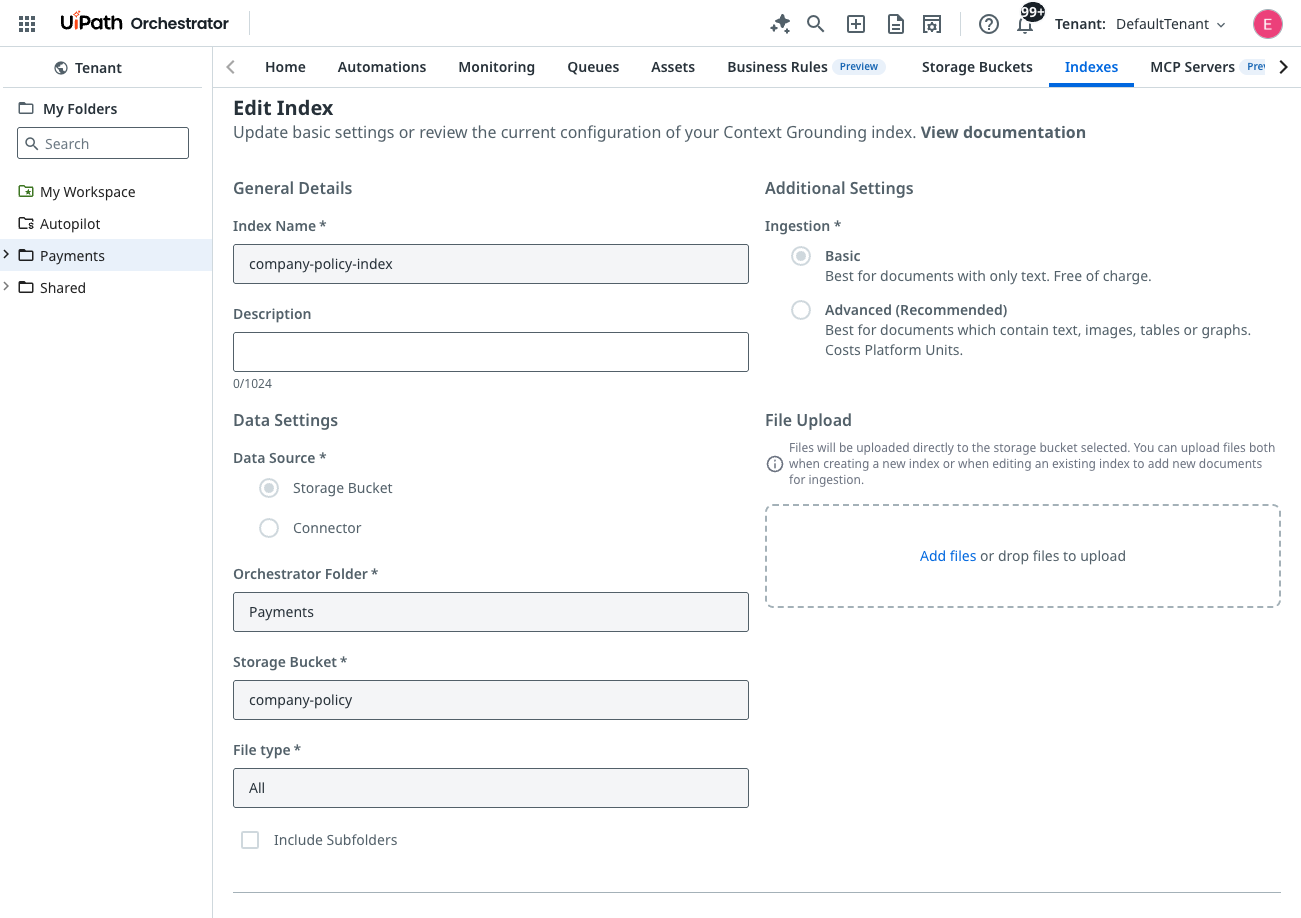 UiPath Orchestrator
99+
Tenant: DefaultTenant
E
Tenant
Home
Automations
Monitoring
Queues
Assets
Business Rules Preview
Storage Buckets
Indexes
MCP Servers
My Folders
Search
My Workspace
Autopilot
Payments
Shared
Edit Index
Update basic settings or review the current configuration of your Context Grounding index. View documentation
General Details
Index Name *
company-policy-index
Description
0/1024
Additional Settings
Ingestion *
Basic
Best for documents with only text. Free of charge.
Advanced (Recommended)
Best for documents which contain text, images, tables or graphs.
Costs Platform Units.
Data Settings
Data Source *
Storage Bucket
Connector
Orchestrator Folder *
Payments
Storage Bucket *
company-policy
File type *
All
Include Subfolders
File Upload
Files will be uploaded directly to the storage bucket selected. You can upload files both
when creating a new index or when editing an existing index to add new documents
for ingestion.
Add files or drop files to upload